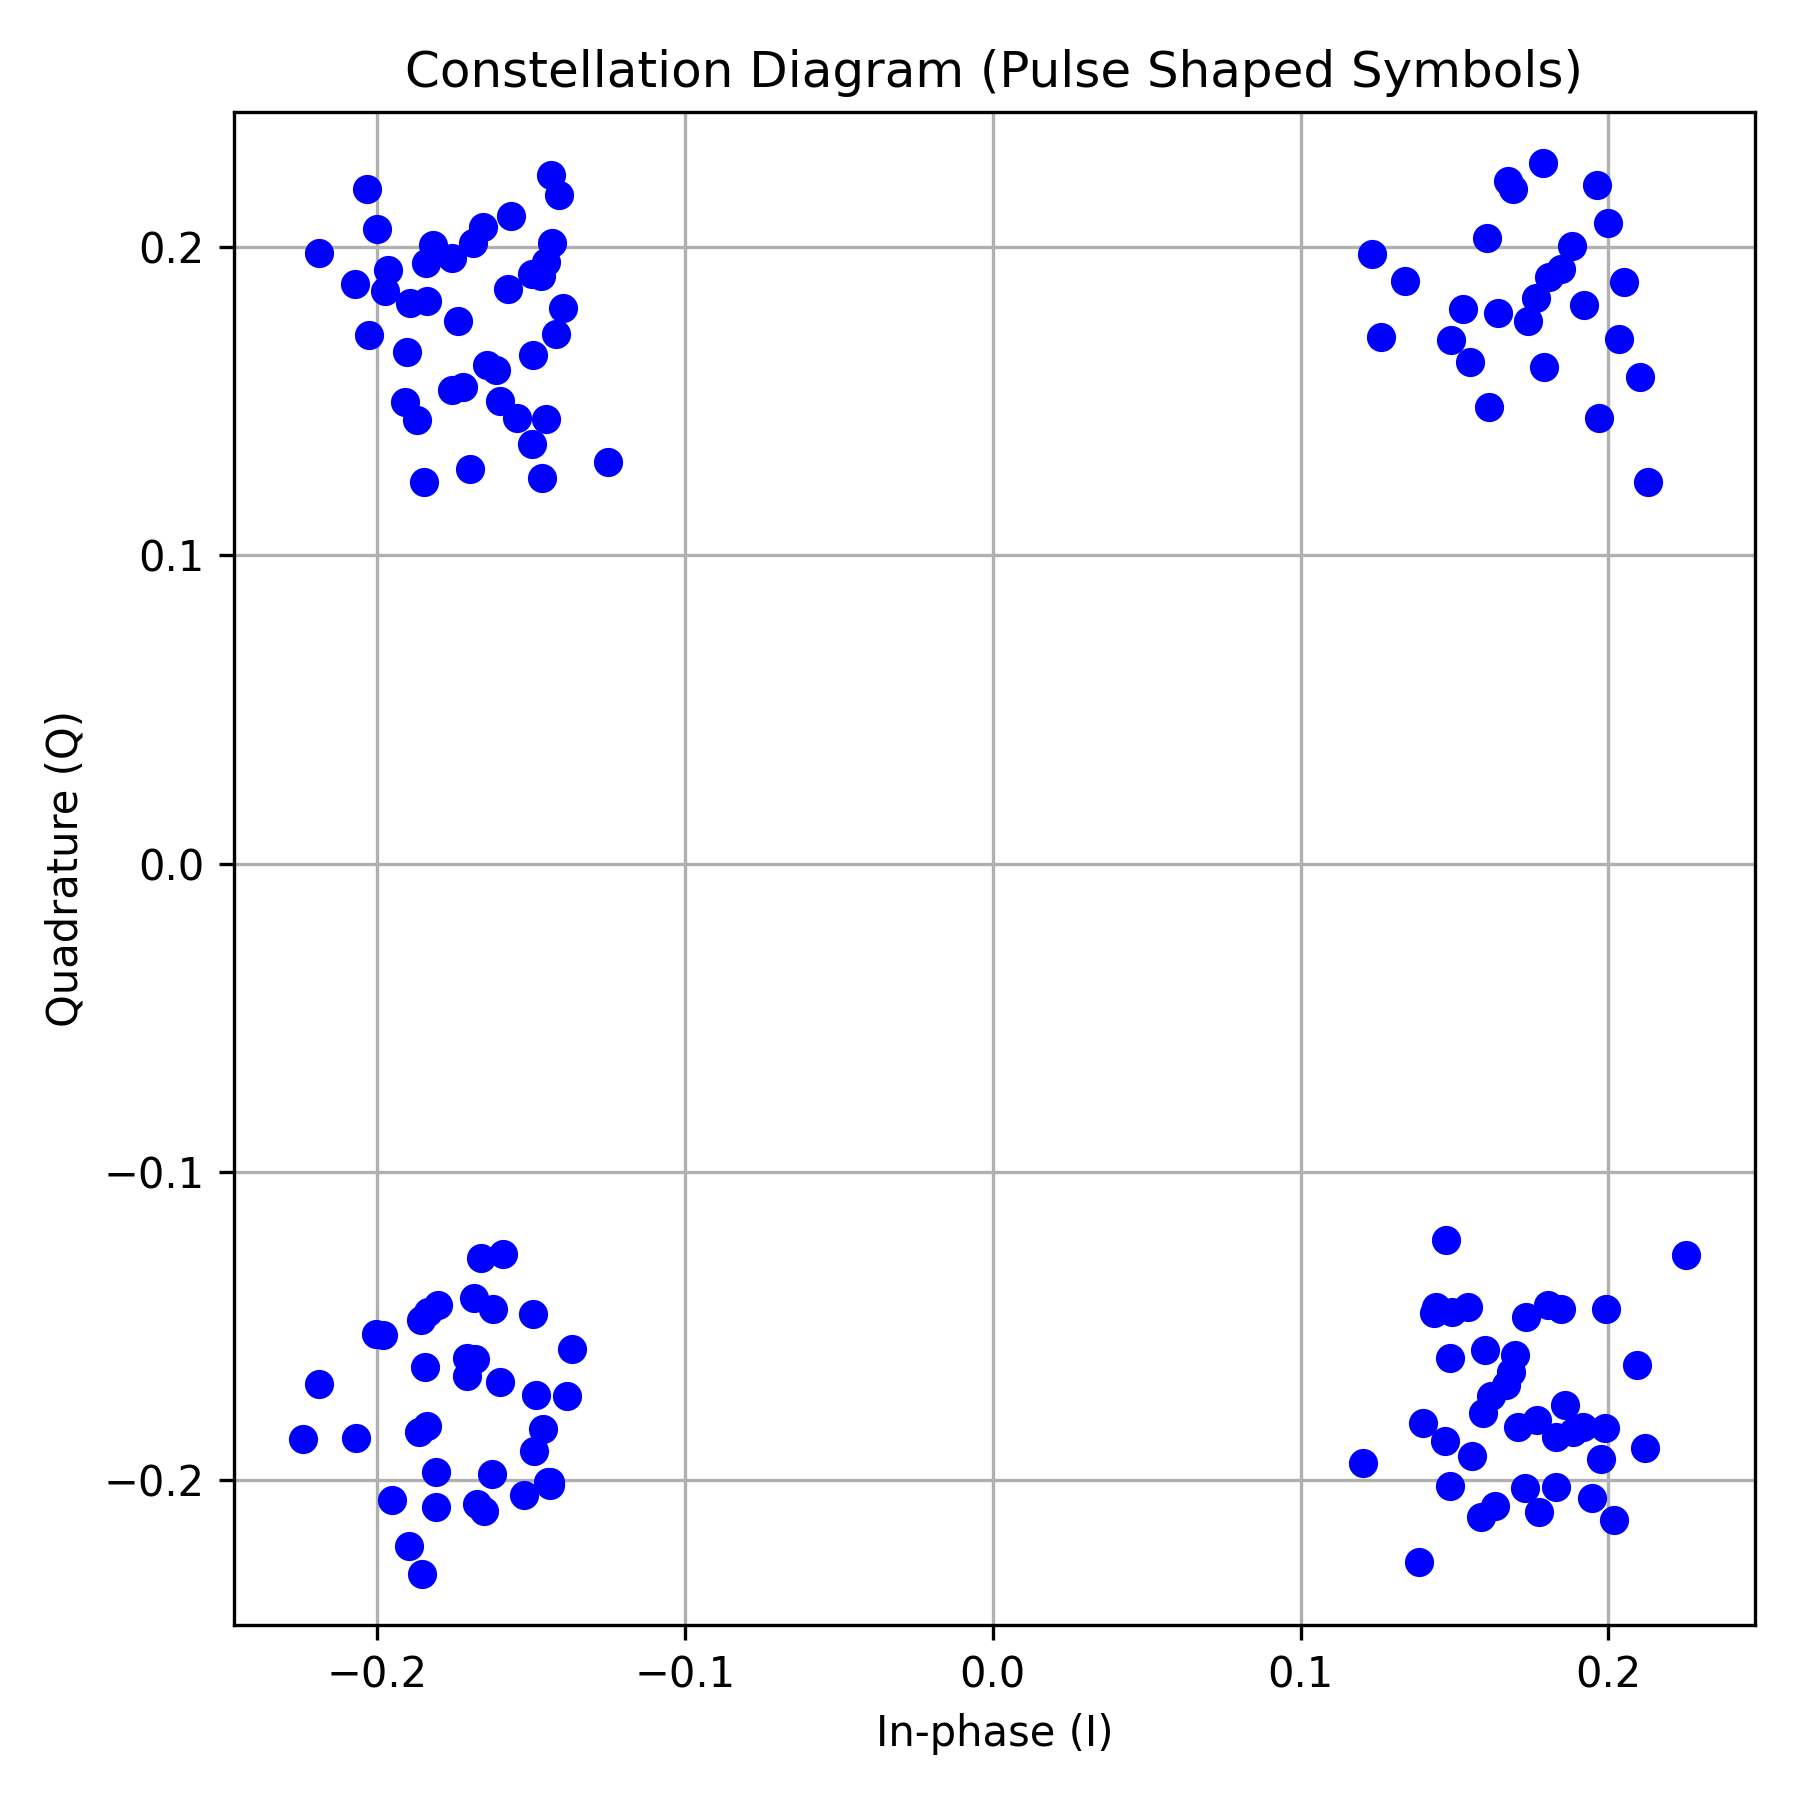 Constellation Diagram (Pulse Shaped Symbols)
Quadrature (Q)
0.2
0.1
0.0
−0.1
−0.2
−0.2 −0.1 0.0 0.1 0.2
In-phase (I)